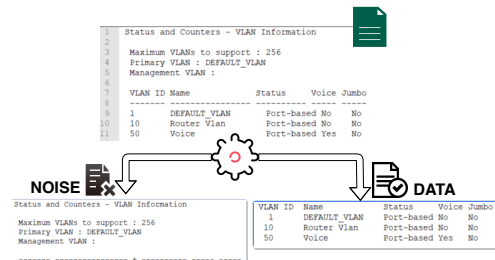 1 Status and Counters - VLAN Information
2
3 Maximum VLANs to support : 256
4 Primary VLAN : DEFAULT_VLAN
5 Management VLAN :
6
7 VLAN ID Name Status Voice Jumbo
8 ------- ---------------- ---------- ----- -----
9 1 DEFAULT_VLAN Port-based No No
10 10 Router Vlan Port-based No No
11 50 Voice Port-based Yes No
NOISE
DATA
Status and Counters - VLAN Information
Maximum VLANs to support : 256
Primary VLAN : DEFAULT_VLAN
Management VLAN :
VLAN ID Name Status Voice Jumbo
1 DEFAULT_VLAN Port-based No No
10 Router Vlan Port-based No No
50 Voice Port-based Yes No